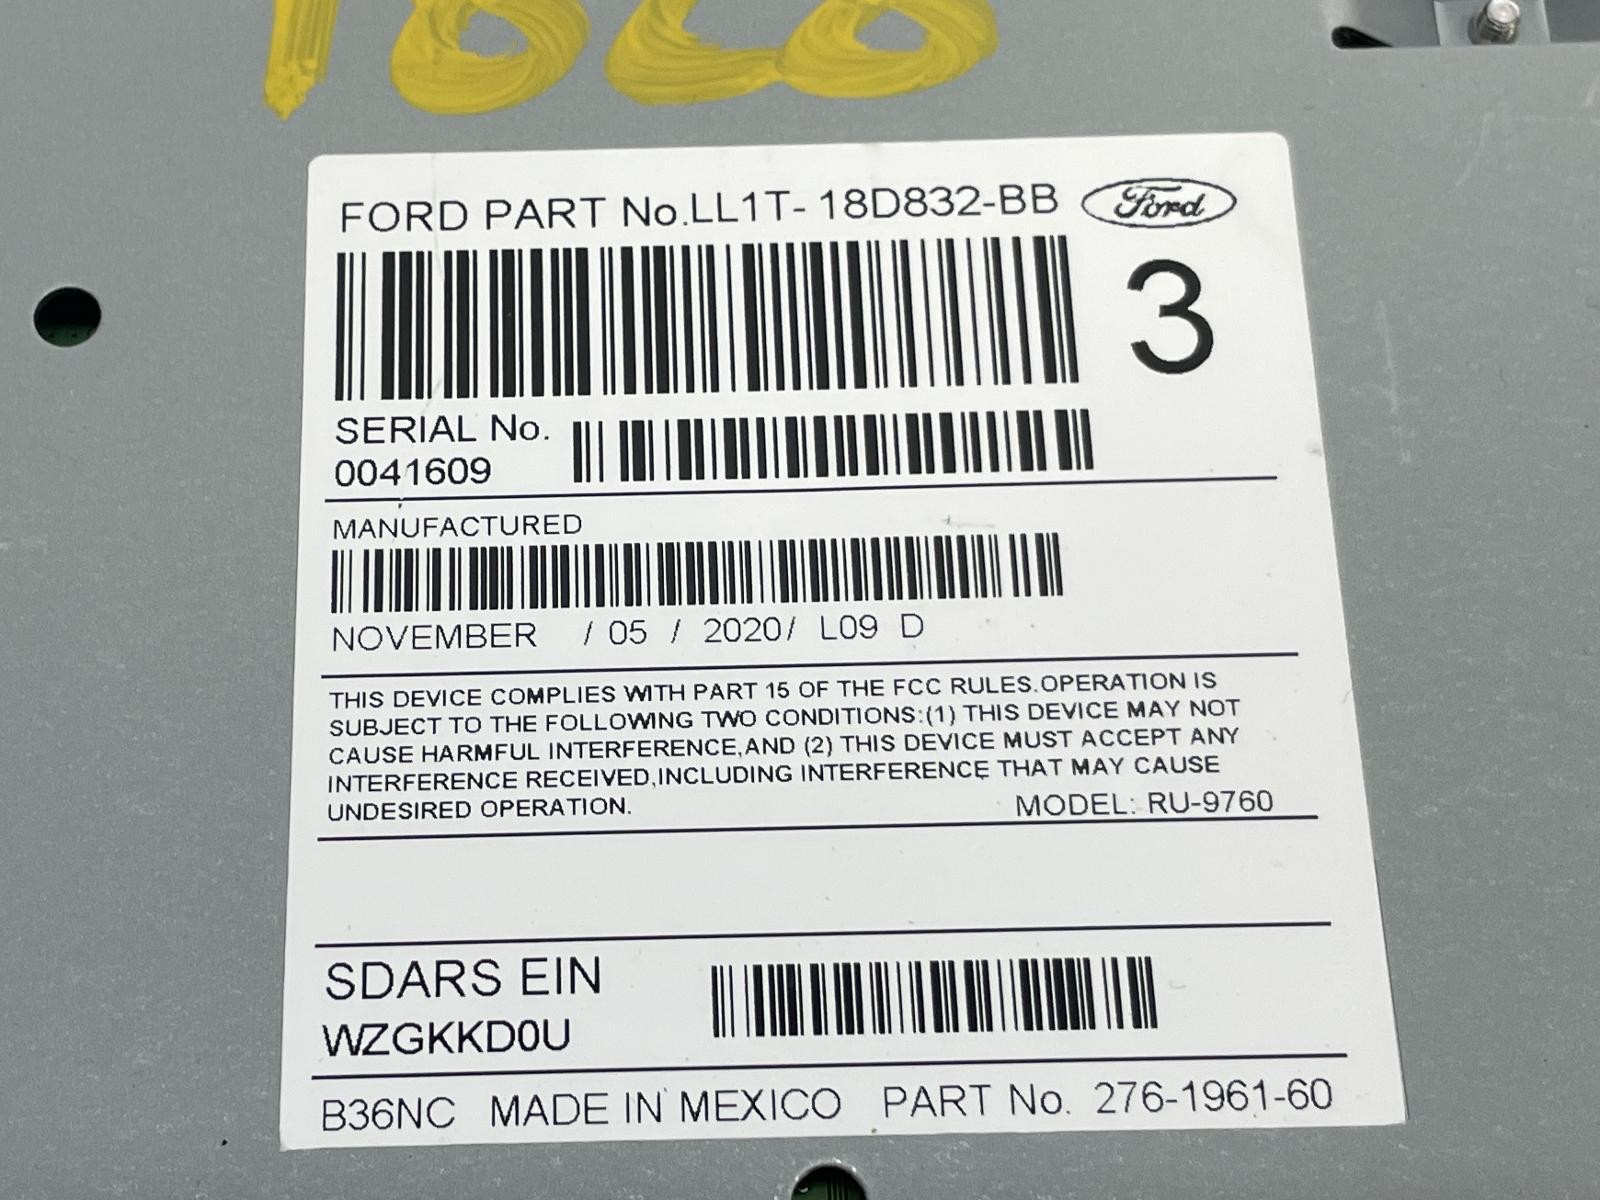 FORD PART No.LL1T- 18D832-BB Ford
3
SERIAL No.
0041609
MANUFACTURED
NOVEMBER / 05 / 2020/ L09 D
THIS DEVICE COMPLIES WITH PART 15 OF THE FCC RULES.OPERATION IS
SUBJECT TO THE FOLLOWING TWO CONDITIONS:(1) THIS DEVICE MAY NOT
CAUSE HARMFUL INTERFERENCE,AND (2) THIS DEVICE MUST ACCEPT ANY
INTERFERENCE RECEIVED,INCLUDING INTERFERENCE THAT MAY CAUSE
UNDESIRED OPERATION.
MODEL: RU-9760
SDARS EIN
WZGKKD0U
B36NC MADE IN MEXICO PART No. 276-1961-60